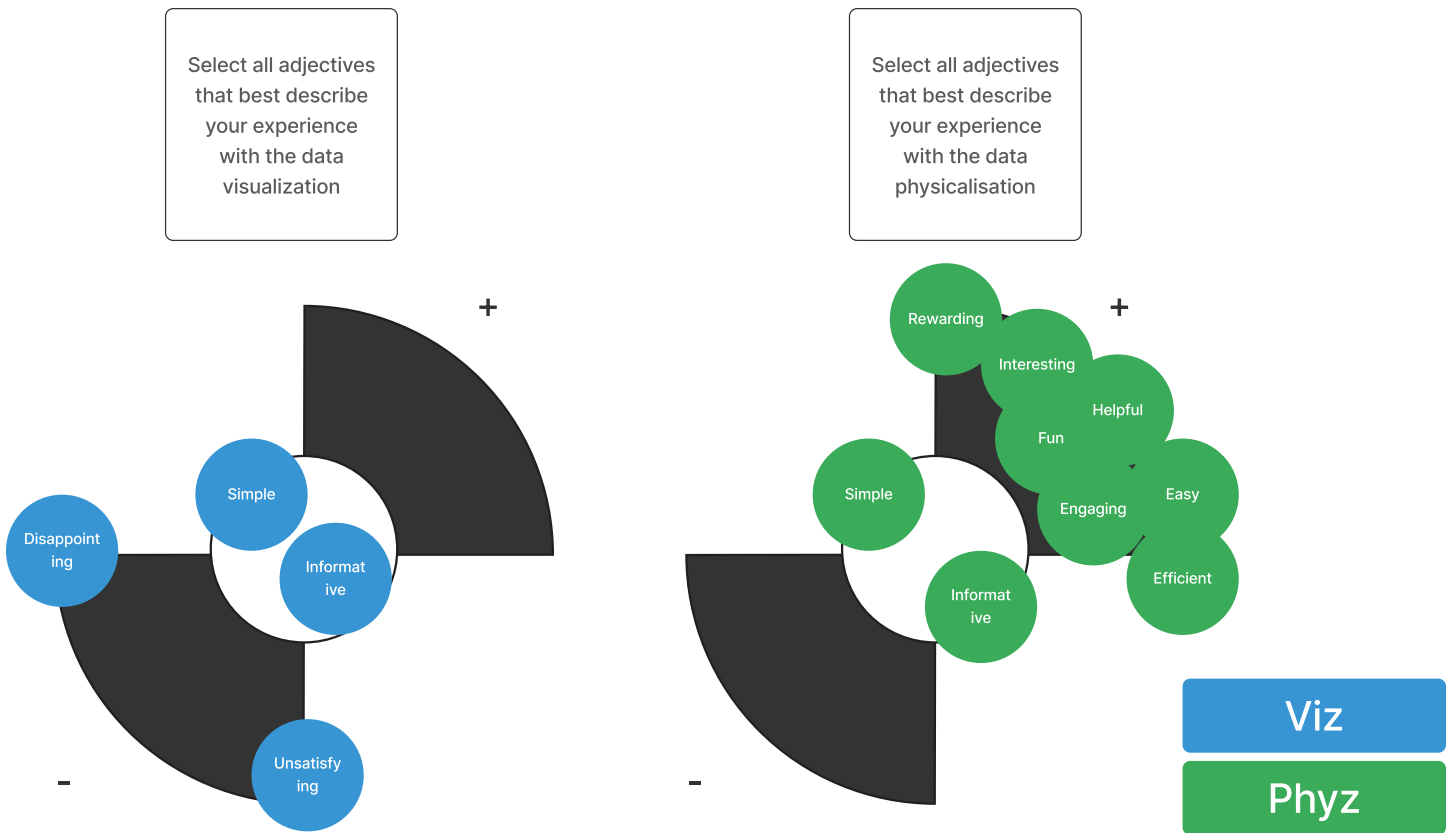 Select all adjectives
that best describe
your experience
with the data
visualization
Select all adjectives
that best describe
your experience
with the data
physicalisation
+
Simple
Disappoint
ing
Informat
ive
Unsatisfy
ing
-
+
Rewarding
Interesting
Helpful
Fun
Simple
Easy
Engaging
Efficient
Informat
ive
-
Viz
Phyz